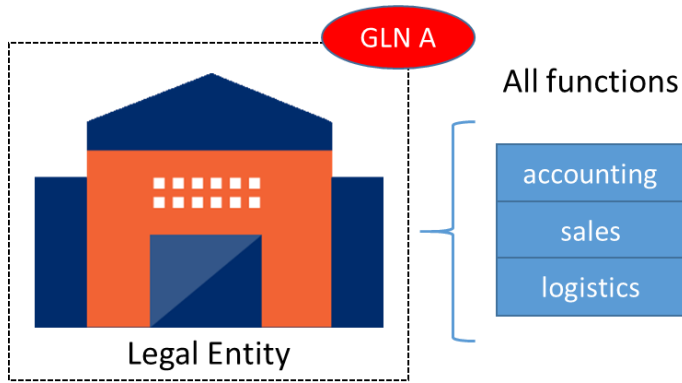 GLN A
All functions
accounting
sales
logistics
Legal Entity